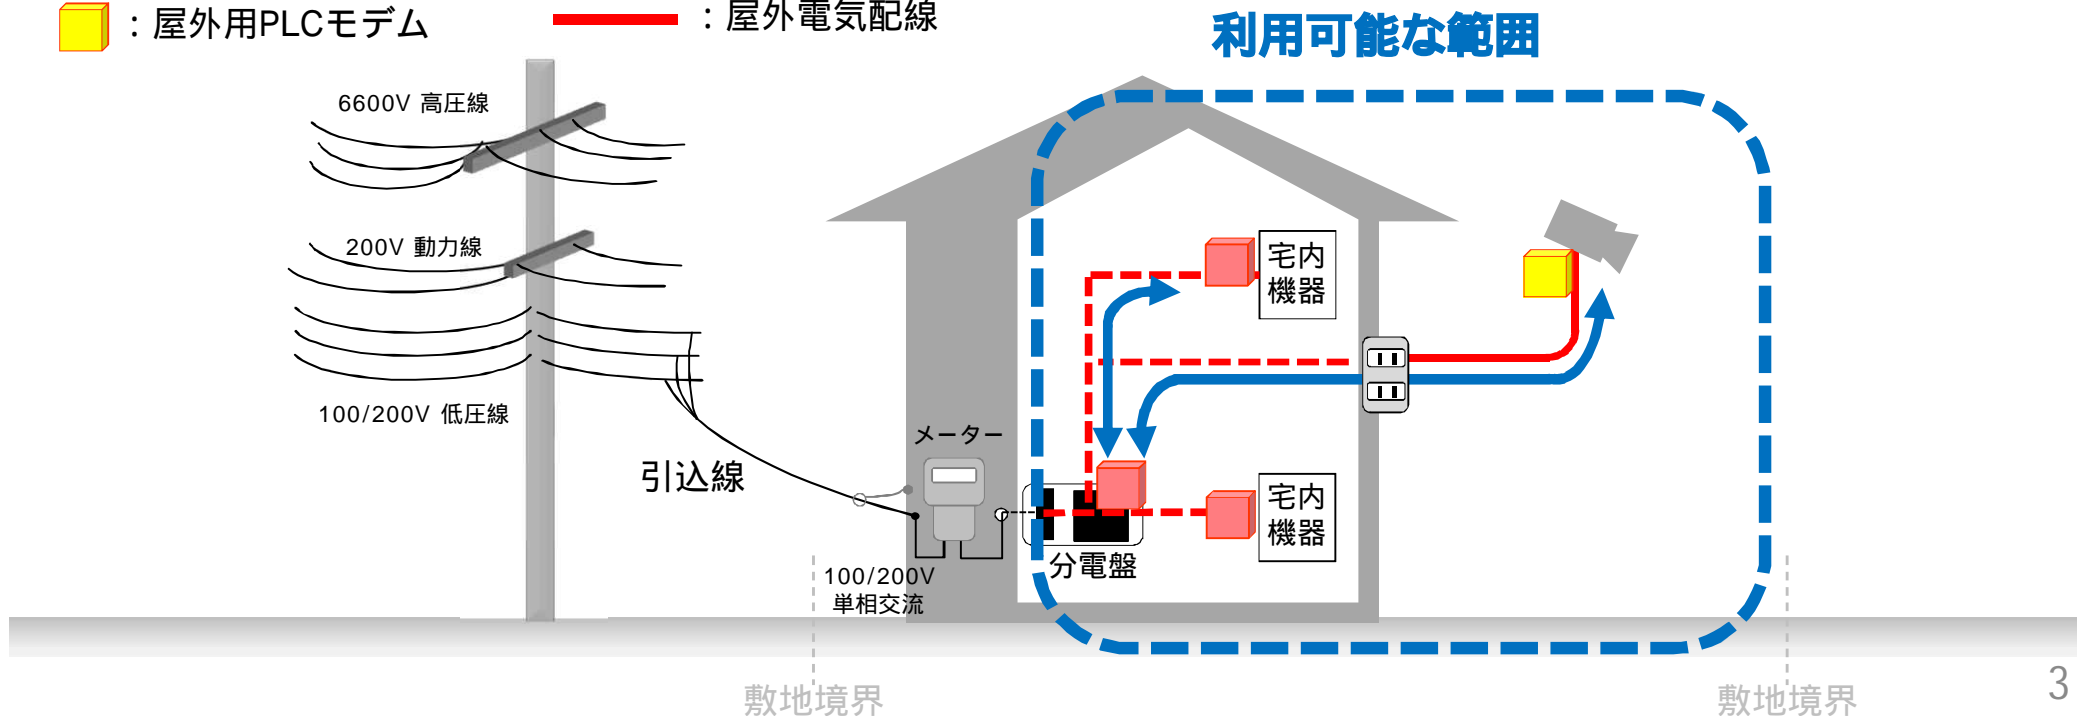 ：屋外用PLCモデム
：屋外電気配線
利用可能な範囲
6600V 高圧線
200V 動力線
100/200V 低圧線
引込線
メーター
100/200V
単相交流
分電盤
宅内
機器
宅内
機器
敷地境界
敷地境界
3